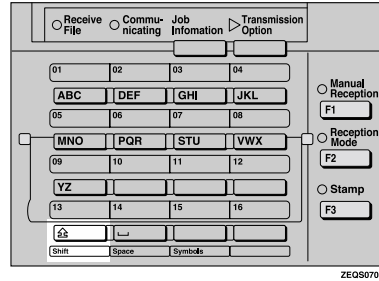 Receive File
Commu-nicating
Job Infomation
Transmission Option
01 02 03 04
ABC DEF GHI JKL
Manual Reception
F1
05 06 07 08
MNO PQR STU VWX
Reception Mode
F2
09 10 11 12
YZ
Stamp
13 14 15 16
F3
Shift Space Symbols
ZEQS070